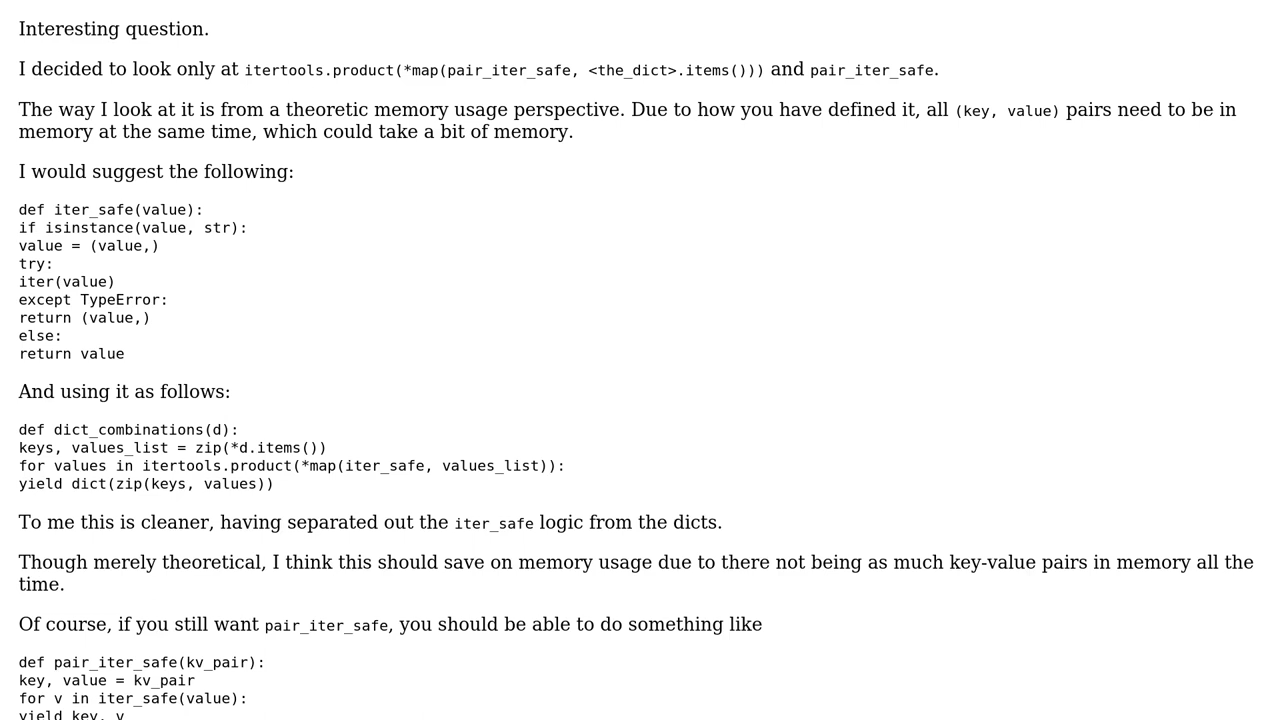 Interesting question.
I decided to look only at itertools.product(*map(pair_iter_safe, <the_dict>.items())) and pair_iter_safe.
The way I look at it is from a theoretic memory usage perspective. Due to how you have defined it, all (key, value) pairs need to be in
memory at the same time, which could take a bit of memory.
I would suggest the following:
def iter_safe(value):
if isinstance(value, str):
value = (value,)
try:
iter(value)
except TypeError:
return (value,)
else:
return value
And using it as follows:
def dict_combinations(d):
keys, values_list = zip(*d.items())
for values in itertools.product(*map(iter_safe, values_list)):
yield dict(zip(keys, values))
To me this is cleaner, having separated out the iter_safe logic from the dicts.
Though merely theoretical, I think this should save on memory usage due to there not being as much key-value pairs in memory all the
time.
Of course, if you still want pair_iter_safe, you should be able to do something like
def pair_iter_safe(kv_pair):
key, value = kv_pair
for v in iter_safe(value):
yield key, v